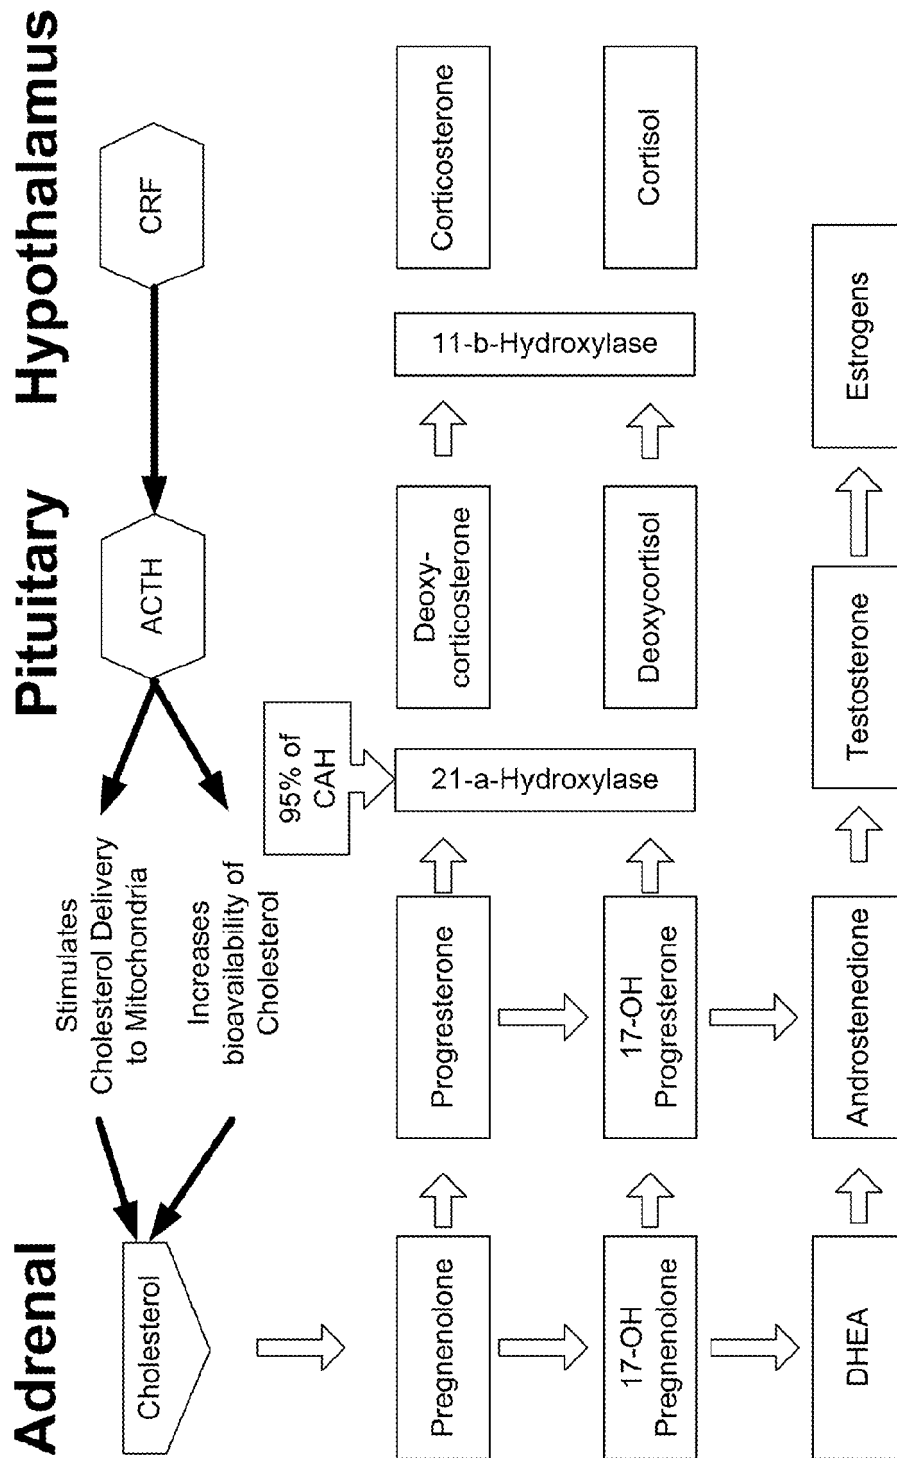 Adrenal
Pituitary
Hypothalamus
Cholesterol
Stimulates
Cholesterol Delivery
to Mitochondria
Increases
bioavailability of
Cholesterol
ACTH
CRF
95% of
CAH
Pregnenolone
Progresterone
21-a-Hydroxylase
Deoxy-
corticosterone
11-b-Hydroxylase
Corticosterone
17-OH
Pregnenolone
17-OH
Progresterone
Deoxycortisol
Cortisol
DHEA
Androstenedione
Testosterone
Estrogens